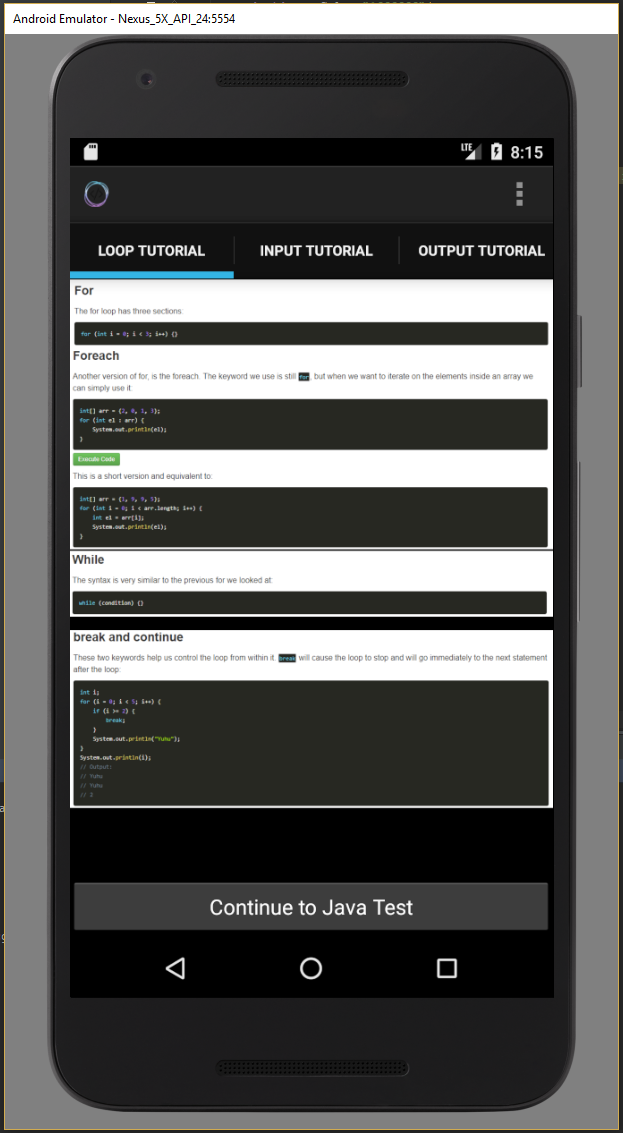 Android Emulator - Nexus_5X_API_24:5554
LTE 8:15
LOOP TUTORIAL INPUT TUTORIAL OUTPUT TUTORIAL
For
The for loop has three sections:
for (int i = 0; i < 3; i++) {}
Foreach
Another version of for, is the foreach. The keyword we use is still for, but when we want to iterate on the elements inside an array we
can simply use it:
int[] arr = {2, 0, 1, 3};
for (int el : arr) {
System.out.println(el);
}
Execute Code
This is a short version and equivalent to:
int[] arr = {1, 9, 9, 5};
for (int i = 0; i < arr.length; i++) {
int el = arr[i];
System.out.println(el);
}
While
The syntax is very similar to the previous for we looked at:
while (condition) {}
break and continue
These two keywords help us control the loop from within it. break will cause the loop to stop and will go immediately to the next statement
after the loop:
int i;
for (i = 0; i < 5; i++) {
if (i >= 2) {
break;
}
System.out.println("Yuhu");
}
System.out.println(i);
// Output:
// Yuhu
// Yuhu
// 2
Continue to Java Test